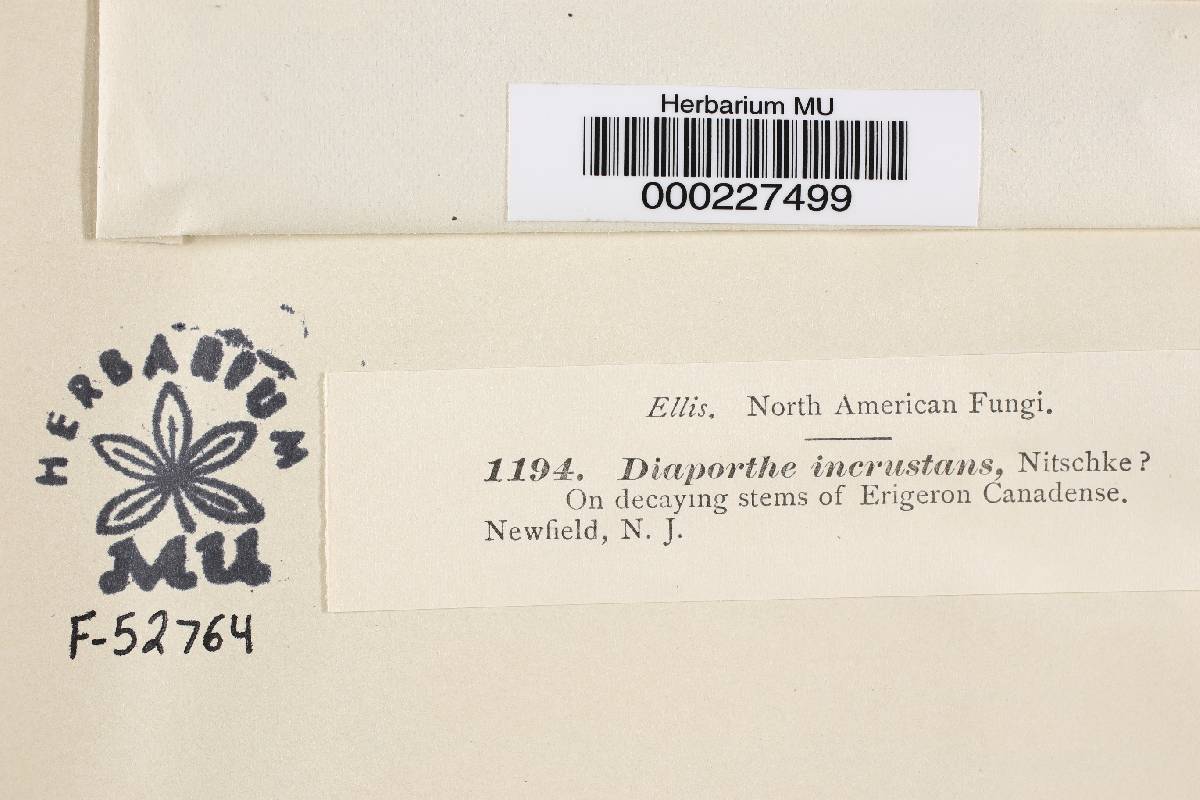 Herbarium MU
000227499
HERBARIUM
MU
F-52764
Ellis. North American Fungi.
1194. Diaporthe incrustans, Nitschke?
On decaying stems of Erigeron Canadense.
Newfield, N. J.